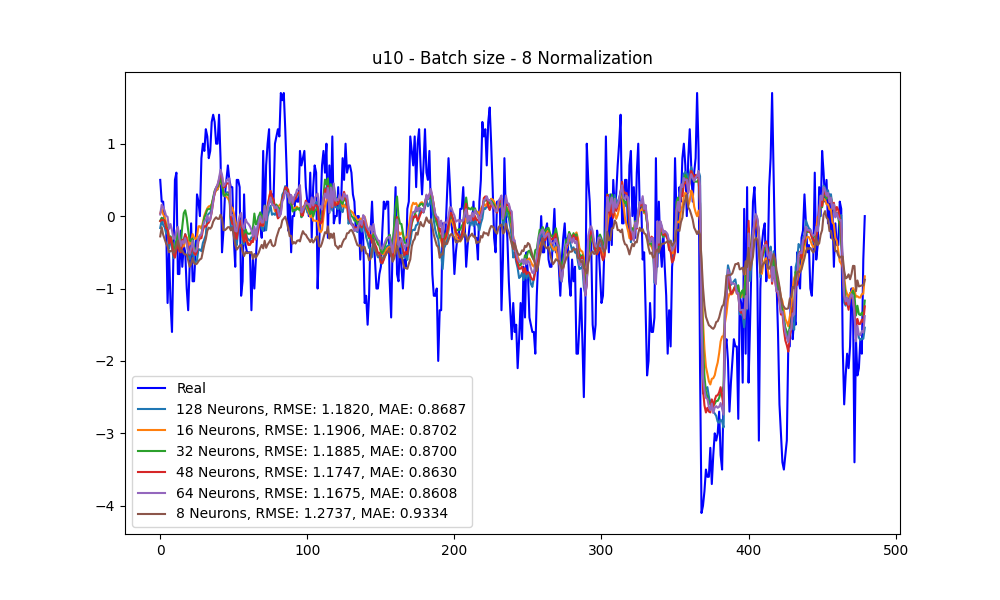 u10 - Batch size - 8 Normalization
1
0
−1
−2
−3
−4
Real
128 Neurons, RMSE: 1.1820, MAE: 0.8687
16 Neurons, RMSE: 1.1906, MAE: 0.8702
32 Neurons, RMSE: 1.1885, MAE: 0.8700
48 Neurons, RMSE: 1.1747, MAE: 0.8630
64 Neurons, RMSE: 1.1675, MAE: 0.8608
8 Neurons, RMSE: 1.2737, MAE: 0.9334
0 100 200 300 400 500